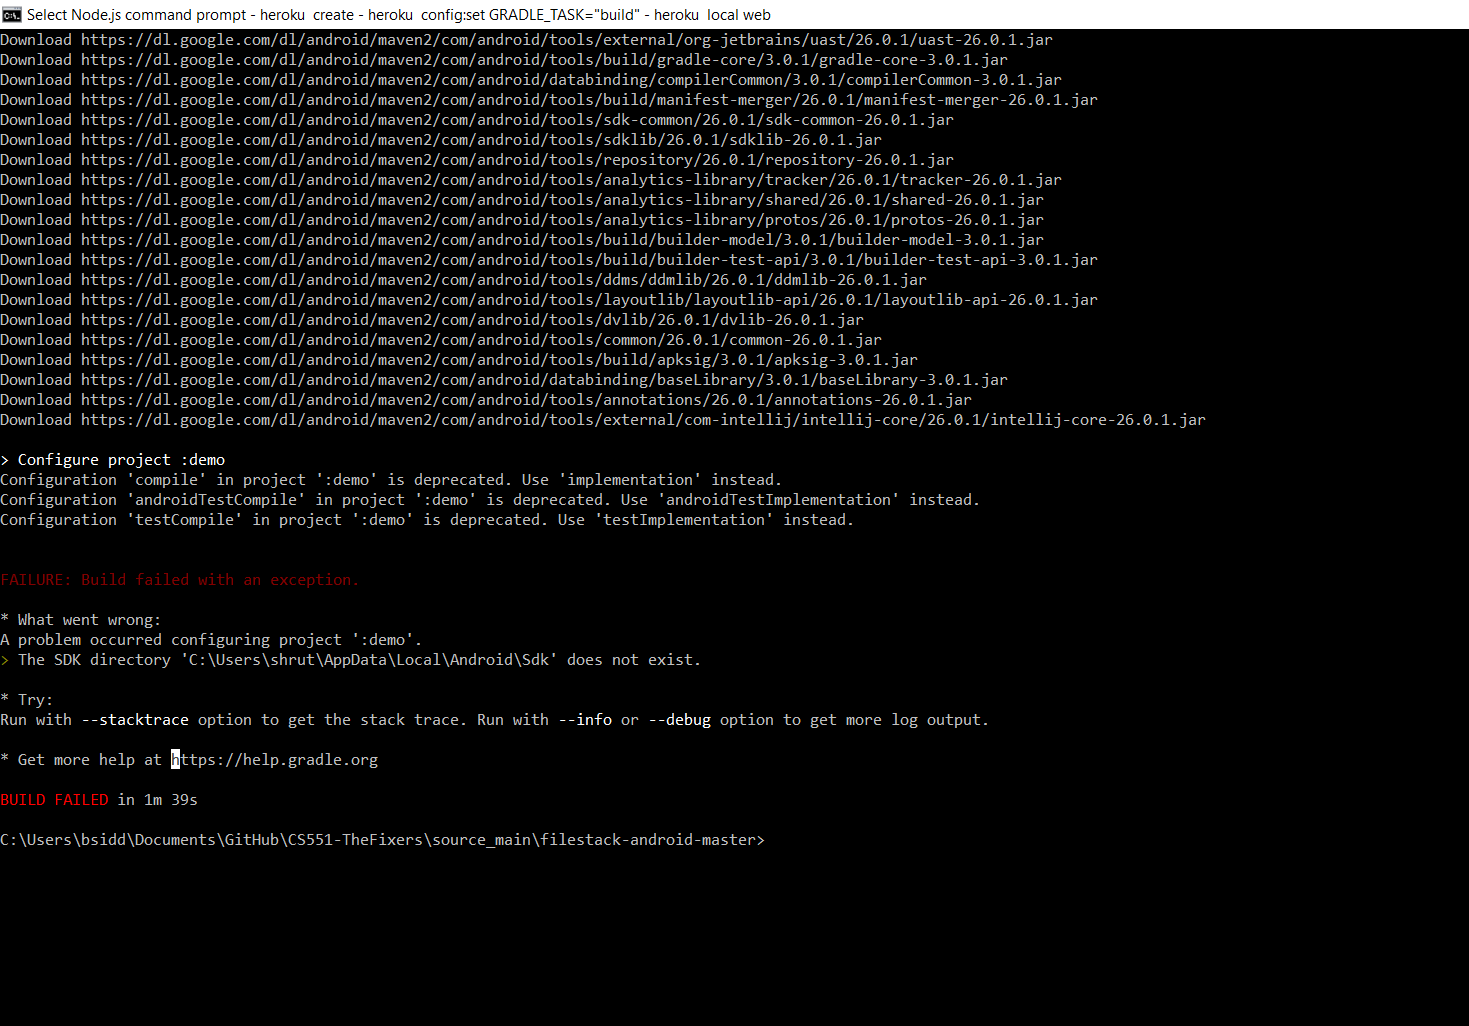 Select Node.js command prompt - heroku  create - heroku  config:set GRADLE_TASK="build" - heroku  local web
Download https://dl.google.com/dl/android/maven2/com/android/tools/external/org-jetbrains/uast/26.0.1/uast-26.0.1.jar
Download https://dl.google.com/dl/android/maven2/com/android/tools/build/gradle-core/3.0.1/gradle-core-3.0.1.jar
Download https://dl.google.com/dl/android/maven2/com/android/databinding/compilerCommon/3.0.1/compilerCommon-3.0.1.jar
Download https://dl.google.com/dl/android/maven2/com/android/tools/build/manifest-merger/26.0.1/manifest-merger-26.0.1.jar
Download https://dl.google.com/dl/android/maven2/com/android/tools/sdk-common/26.0.1/sdk-common-26.0.1.jar
Download https://dl.google.com/dl/android/maven2/com/android/tools/sdklib/26.0.1/sdklib-26.0.1.jar
Download https://dl.google.com/dl/android/maven2/com/android/tools/repository/26.0.1/repository-26.0.1.jar
Download https://dl.google.com/dl/android/maven2/com/android/tools/analytics-library/tracker/26.0.1/tracker-26.0.1.jar
Download https://dl.google.com/dl/android/maven2/com/android/tools/analytics-library/shared/26.0.1/shared-26.0.1.jar
Download https://dl.google.com/dl/android/maven2/com/android/tools/analytics-library/protos/26.0.1/protos-26.0.1.jar
Download https://dl.google.com/dl/android/maven2/com/android/tools/build/builder-model/3.0.1/builder-model-3.0.1.jar
Download https://dl.google.com/dl/android/maven2/com/android/tools/build/builder-test-api/3.0.1/builder-test-api-3.0.1.jar
Download https://dl.google.com/dl/android/maven2/com/android/tools/ddms/ddmlib/26.0.1/ddmlib-26.0.1.jar
Download https://dl.google.com/dl/android/maven2/com/android/tools/layoutlib/layoutlib-api/26.0.1/layoutlib-api-26.0.1.jar
Download https://dl.google.com/dl/android/maven2/com/android/tools/dvlib/26.0.1/dvlib-26.0.1.jar
Download https://dl.google.com/dl/android/maven2/com/android/tools/common/26.0.1/common-26.0.1.jar
Download https://dl.google.com/dl/android/maven2/com/android/tools/build/apksig/3.0.1/apksig-3.0.1.jar
Download https://dl.google.com/dl/android/maven2/com/android/databinding/baseLibrary/3.0.1/baseLibrary-3.0.1.jar
Download https://dl.google.com/dl/android/maven2/com/android/tools/annotations/26.0.1/annotations-26.0.1.jar
Download https://dl.google.com/dl/android/maven2/com/android/tools/external/com-intellij/intellij-core/26.0.1/intellij-core-26.0.1.jar
> Configure project :demo
Configuration 'compile' in project ':demo' is deprecated. Use 'implementation' instead.
Configuration 'androidTestCompile' in project ':demo' is deprecated. Use 'androidTestImplementation' instead.
Configuration 'testCompile' in project ':demo' is deprecated. Use 'testImplementation' instead.
FAILURE: Build failed with an exception.
* What went wrong:
A problem occurred configuring project ':demo'.
> The SDK directory 'C:\Users\shrut\AppData\Local\Android\Sdk' does not exist.
* Try:
Run with --stacktrace option to get the stack trace. Run with --info or --debug option to get more log output.
* Get more help at https://help.gradle.org
BUILD FAILED in 1m 39s
C:\Users\bsidd\Documents\GitHub\CS551-TheFixers\source_main\filestack-android-master>